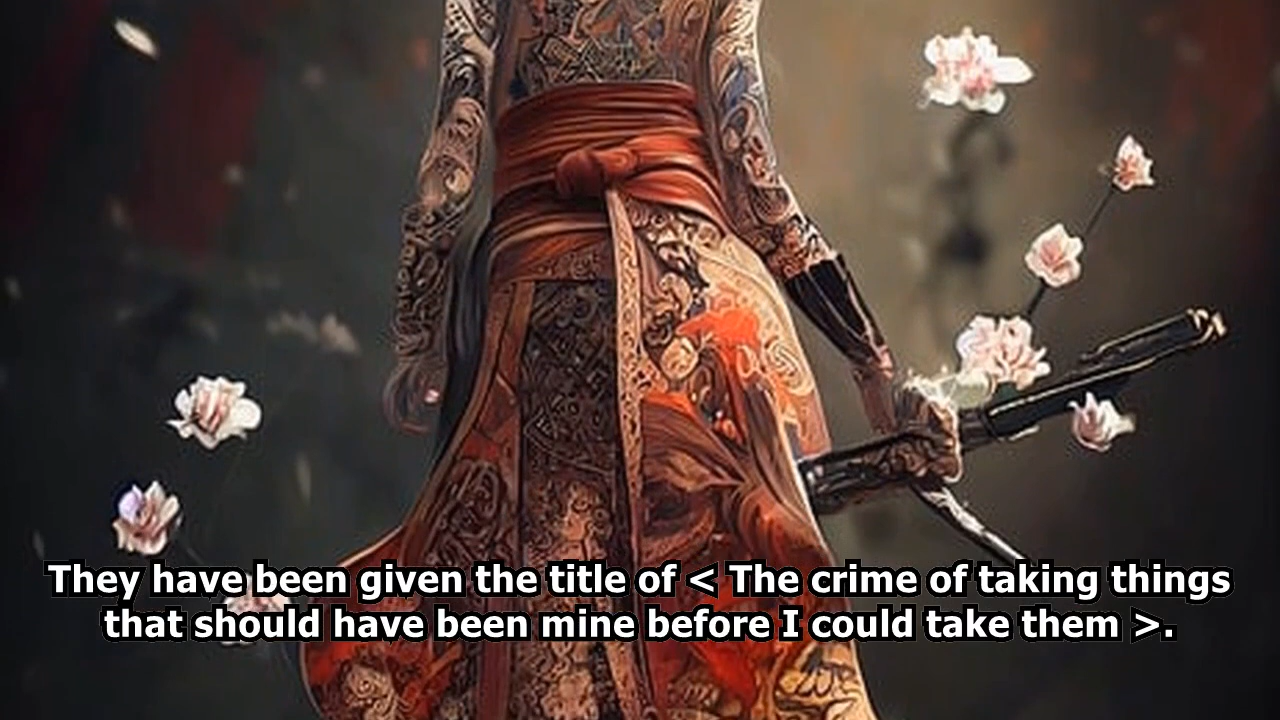 They have been given the title of < The crime of taking things
that should have been mine before I could take them >.